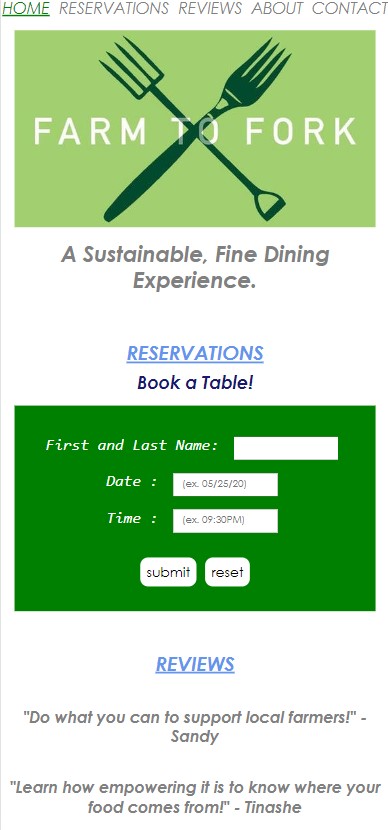 HOME RESERVATIONS REVIEWS ABOUT CONTACT
FARM TO FORK
A Sustainable, Fine Dining
Experience.
RESERVATIONS
Book a Table!
First and Last Name:
Date : (ex. 05/25/20)
Time : (ex. 09:30PM)
submit reset
REVIEWS
"Do what you can to support local farmers!" -
Sandy
"Learn how empowering it is to know where your
food comes from!" - Tinashe